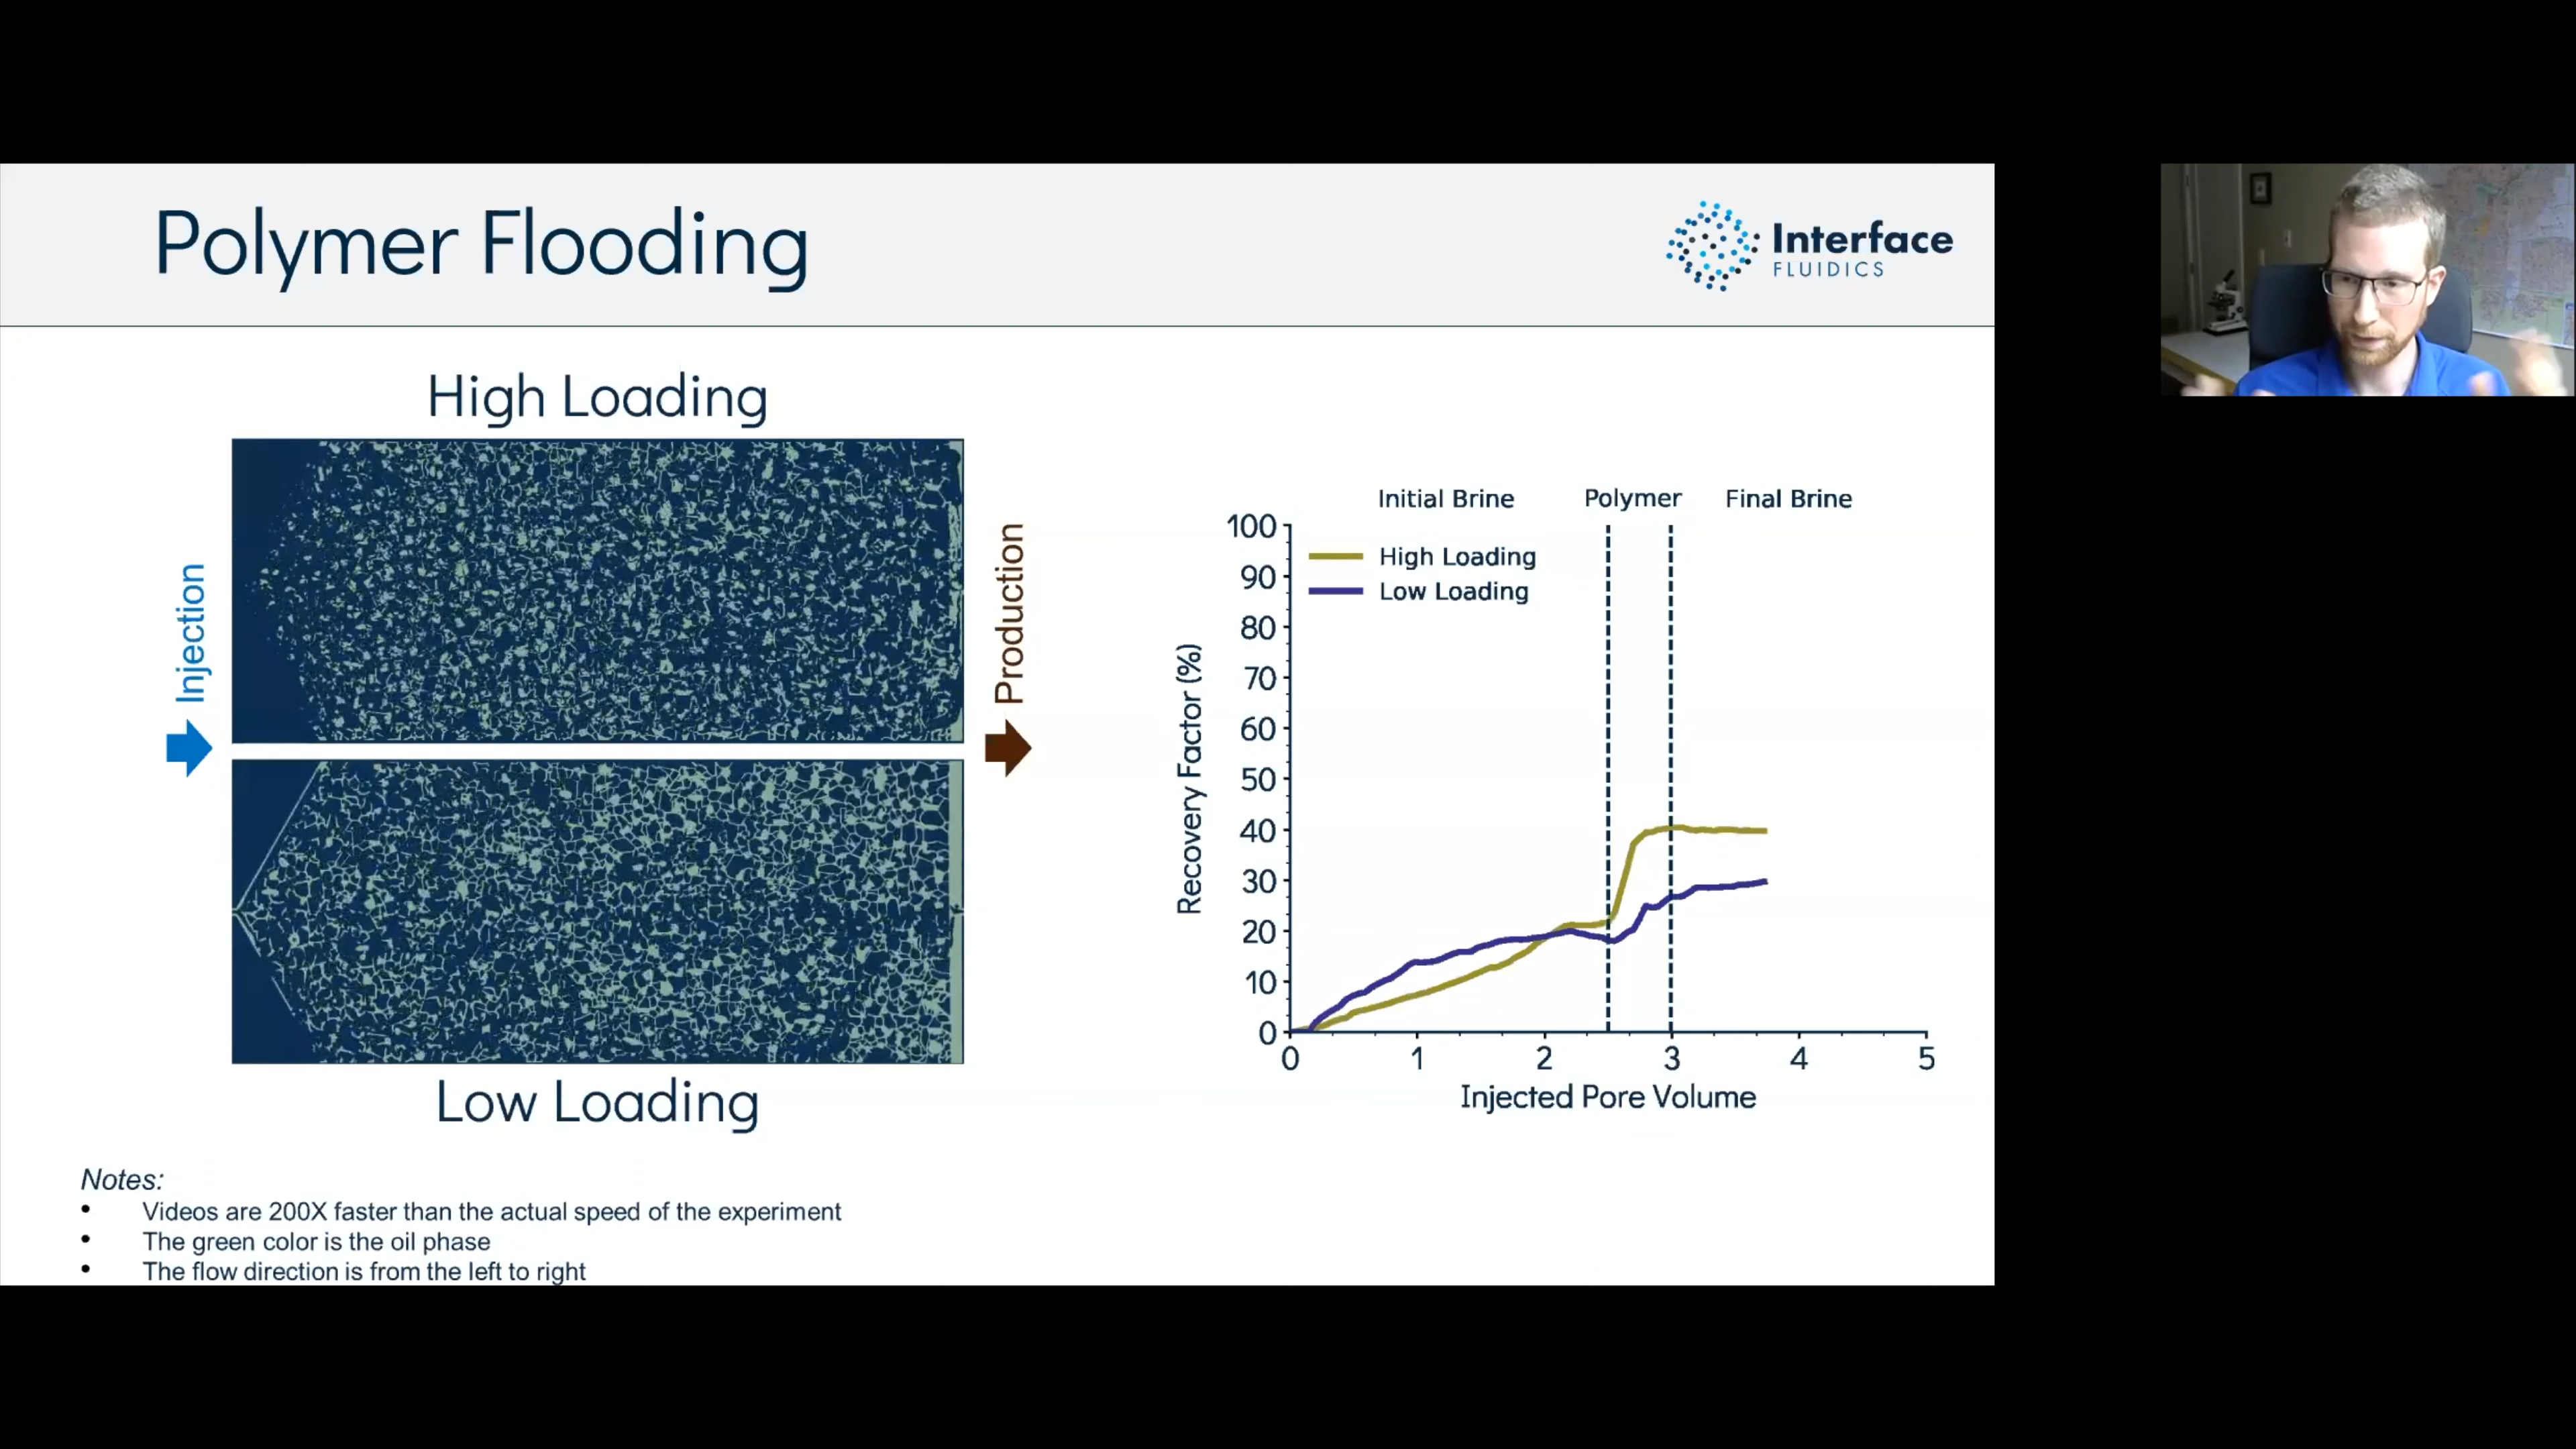 Polymer Flooding
Interface
FLUIDICS
High Loading
Injection
Production
Low Loading
Initial Brine
Polymer
Final Brine
High Loading
Low Loading
Recovery Factor (%)
100
90
80
70
60
50
40
30
20
10
0
0 1 2 3 4 5
Injected Pore Volume
Notes:
• Videos are 200X faster than the actual speed of the experiment
• The green color is the oil phase
• The flow direction is from the left to right